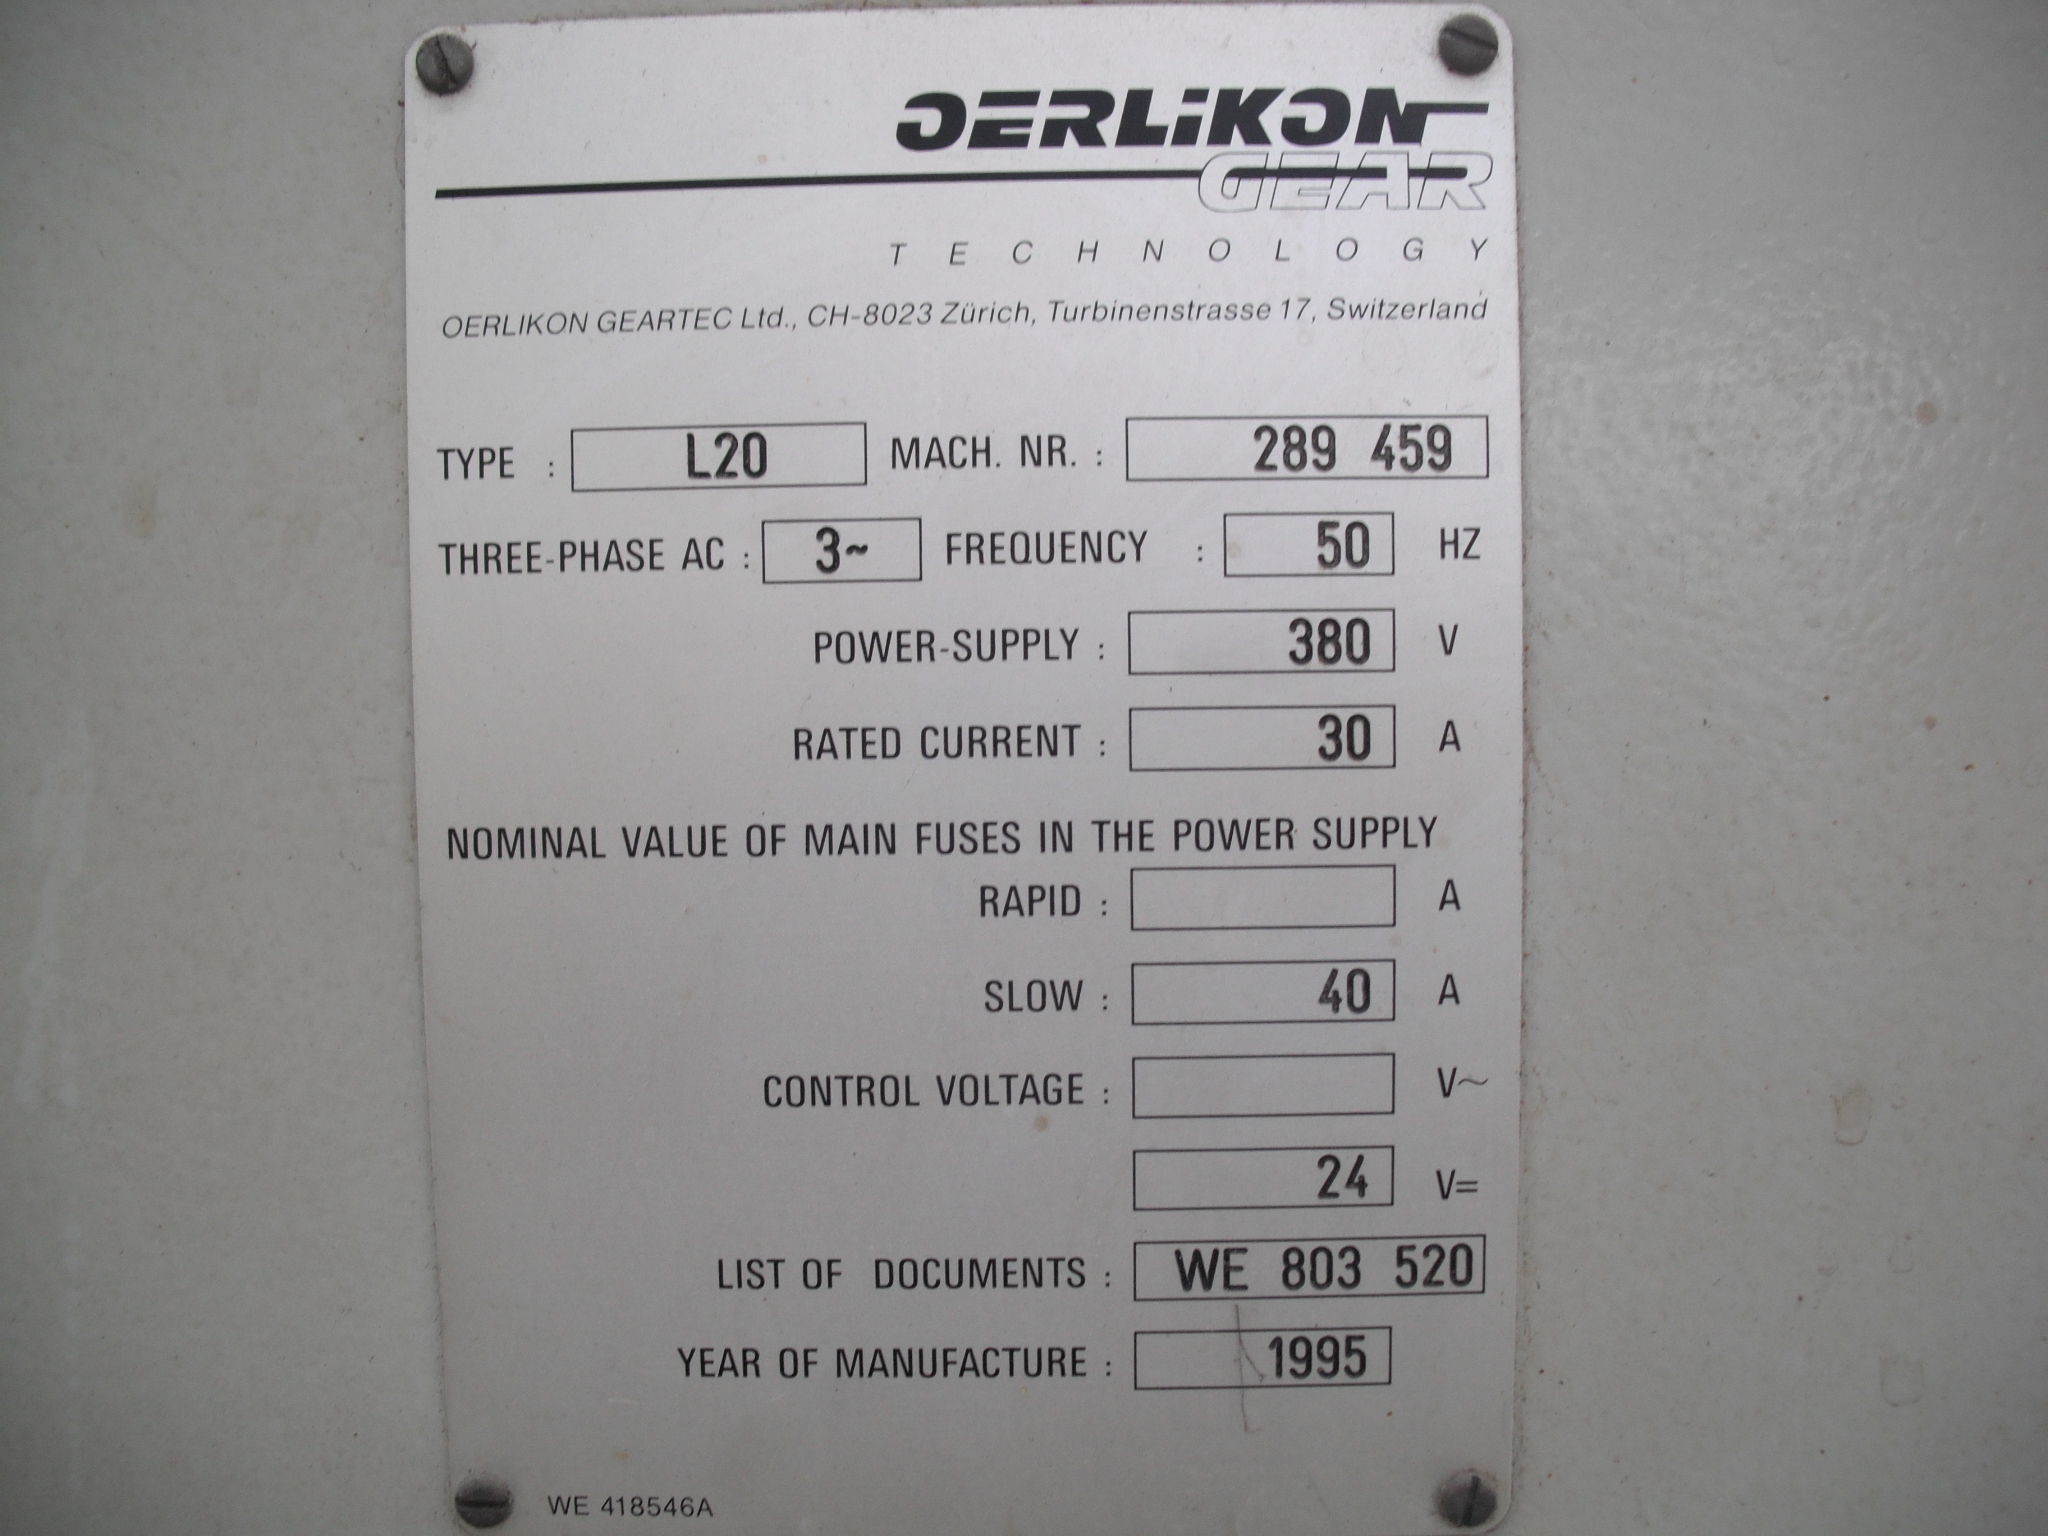 OERLiKON
GEAR
TECHNOLOGY
OERLIKON GEARTEC Ltd., CH-8023 Zürich, Turbinenstrasse 17, Switzerland
TYPE : L20 MACH. NR. : 289 459
THREE-PHASE AC : 3~ FREQUENCY : 50 HZ
POWER-SUPPLY : 380 V
RATED CURRENT : 30 A
NOMINAL VALUE OF MAIN FUSES IN THE POWER SUPPLY
RAPID : A
SLOW : 40 A
CONTROL VOLTAGE : V~
24 V=
LIST OF DOCUMENTS : WE 803 520
YEAR OF MANUFACTURE : 1995
WE 418546A